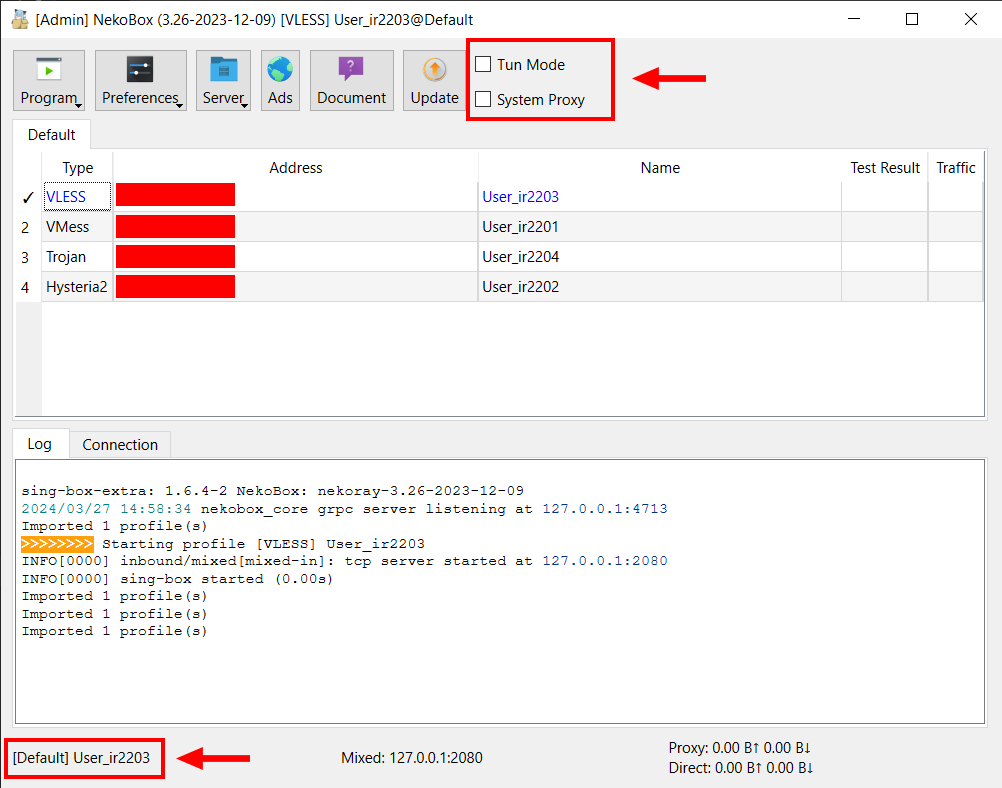 [Admin] NekoBox (3.26-2023-12-09) [VLESS] User_ir2203@Default
Program Preferences Server Ads Document Update
Tun Mode
System Proxy
Default
Type Address Name Test Result Traffic
✓ VLESS User_ir2203
2 VMess User_ir2201
3 Trojan User_ir2204
4 Hysteria2 User_ir2202
Log Connection
sing-box-extra: 1.6.4-2 NekoBox: nekoray-3.26-2023-12-09
2024/03/27 14:58:34 nekobox_core grpc server listening at 127.0.0.1:4713
Imported 1 profile(s)
>>>>>>>> Starting profile [VLESS] User_ir2203
INFO[0000] inbound/mixed[mixed-in]: tcp server started at 127.0.0.1:2080
INFO[0000] sing-box started (0.00s)
Imported 1 profile(s)
Imported 1 profile(s)
Imported 1 profile(s)
[Default] User_ir2203 Mixed: 127.0.0.1:2080
Proxy: 0.00 B↑ 0.00 B↓
Direct: 0.00 B↑ 0.00 B↓